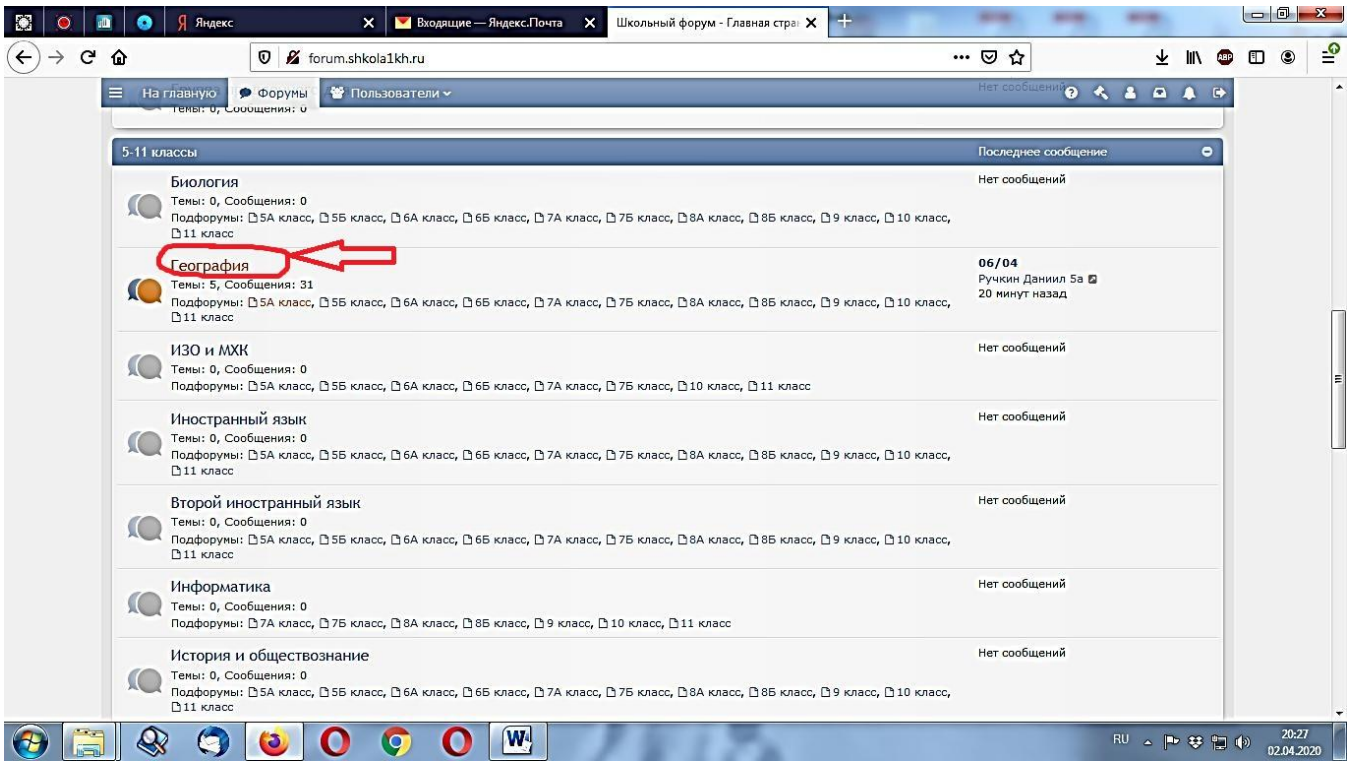 Яндекс
Входящие — Яндекс.Почта
Школьный форум - Главная стран
forum.shkola1kh.ru
ABP
На главную Форумы Пользователи
Нет сообщений
Темы: 0, Сообщения: 0
5-11 классы Последнее сообщение
Биология Нет сообщений
Темы: 0, Сообщения: 0
Подфорумы: 5А класс, 5Б класс, 6А класс, 6Б класс, 7А класс, 7Б класс, 8А класс, 8Б класс, 9 класс, 10 класс,
11 класс
География
Темы: 5, Сообщения: 31
Подфорумы: 5А класс, 5Б класс, 6А класс, 6Б класс, 7А класс, 7Б класс, 8А класс, 8Б класс, 9 класс, 10 класс,
11 класс
06/04
Ручкин Даниил 5а
20 минут назад
ИЗО и МХК Нет сообщений
Темы: 0, Сообщения: 0
Подфорумы: 5А класс, 5Б класс, 6А класс, 6Б класс, 7А класс, 7Б класс, 10 класс, 11 класс
Иностранный язык Нет сообщений
Темы: 0, Сообщения: 0
Подфорумы: 5А класс, 5Б класс, 6А класс, 6Б класс, 7А класс, 7Б класс, 8А класс, 8Б класс, 9 класс, 10 класс,
11 класс
Второй иностранный язык Нет сообщений
Темы: 0, Сообщения: 0
Подфорумы: 5А класс, 5Б класс, 6А класс, 6Б класс, 7А класс, 7Б класс, 8А класс, 8Б класс, 9 класс, 10 класс,
11 класс
Информатика Нет сообщений
Темы: 0, Сообщения: 0
Подфорумы: 7А класс, 7Б класс, 8А класс, 8Б класс, 9 класс, 10 класс, 11 класс
История и обществознание Нет сообщений
Темы: 0, Сообщения: 0
Подфорумы: 5А класс, 5Б класс, 6А класс, 6Б класс, 7А класс, 7Б класс, 8А класс, 8Б класс, 9 класс, 10 класс,
11 класс
RU
20:27
02.04.2020